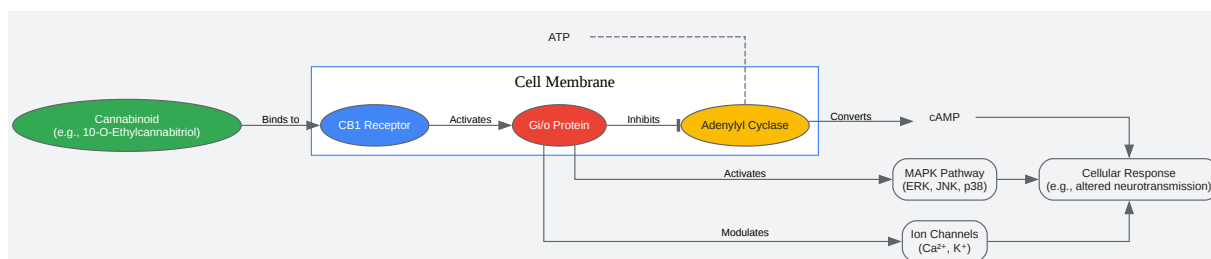 ATP
Cell Membrane
Cannabinoid
(e.g., 10-O-Ethylcannabitriol)
Binds to
CB1 Receptor
Activates
Gi/o Protein
Inhibits
Adenylyl Cyclase
Converts
cAMP
Activates
MAPK Pathway
(ERK, JNK, p38)
Cellular Response
(e.g., altered neurotransmission)
Modulates
Ion Channels
(Ca²⁺, K⁺)